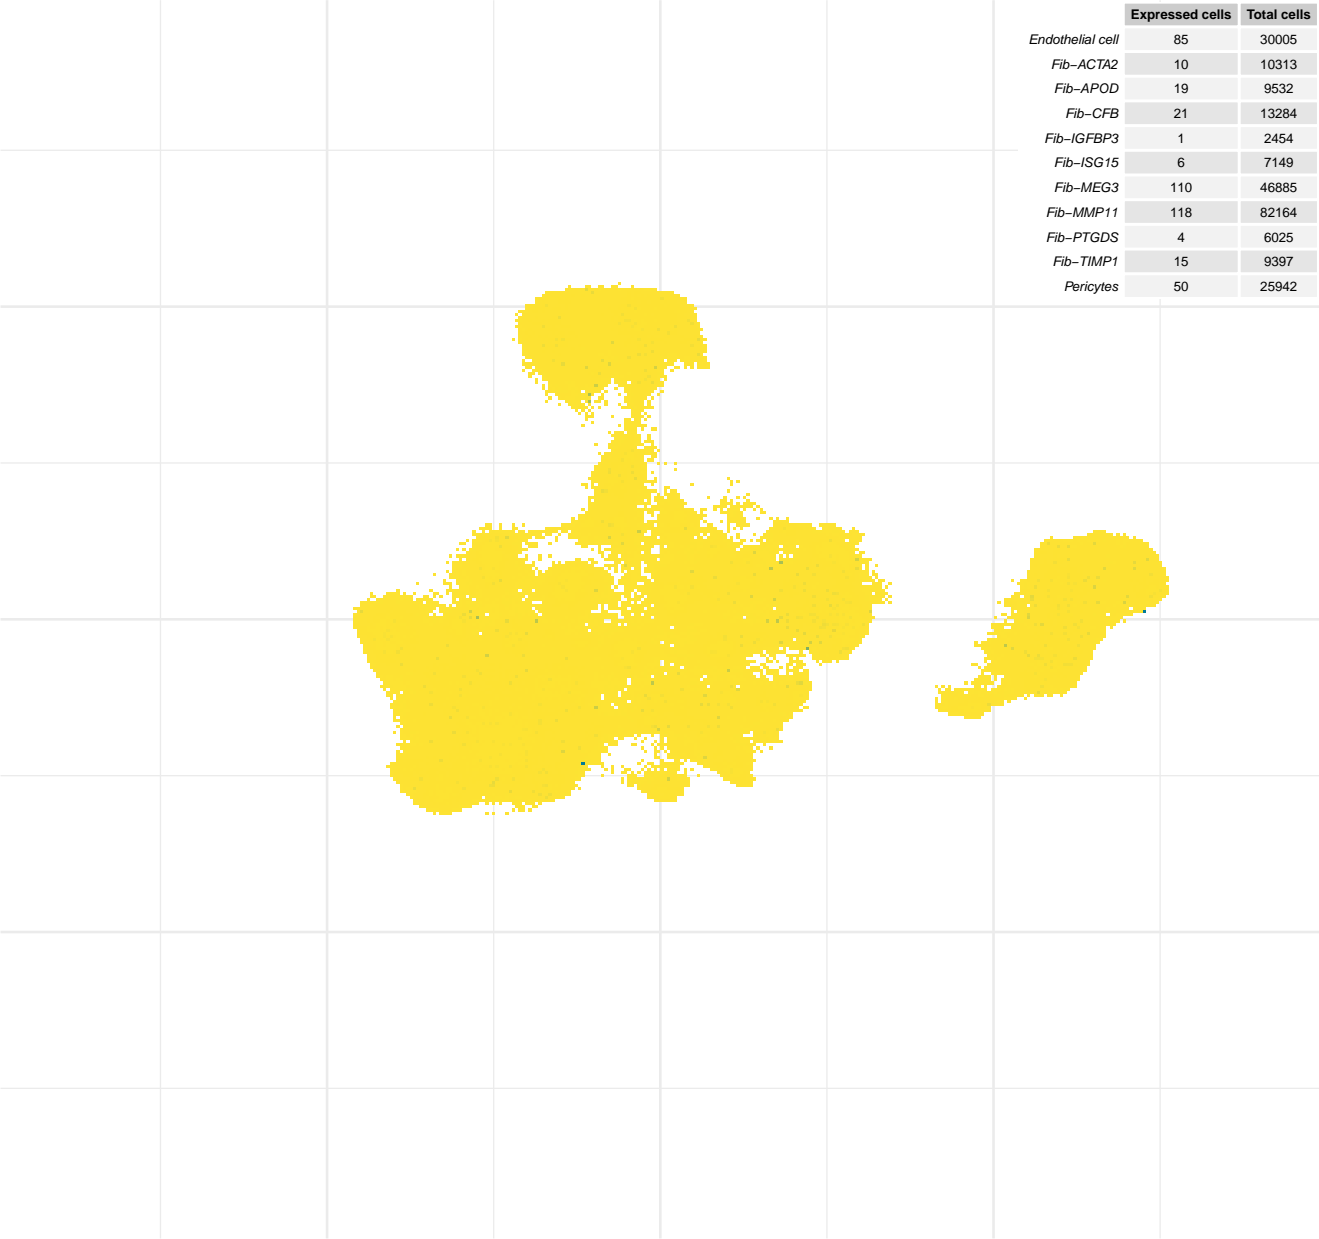 Expressed cells Total cells
Endothelial cell 85 30005
Fib−ACTA2 10 10313
Fib−APOD 19 9532
Fib−CFB 21 13284
Fib−IGFBP3 1 2454
Fib−ISG15 6 7149
Fib−MEG3 110 46885
Fib−MMP11 118 82164
Fib−PTGDS 4 6025
Fib−TIMP1 15 9397
Pericytes 50 25942